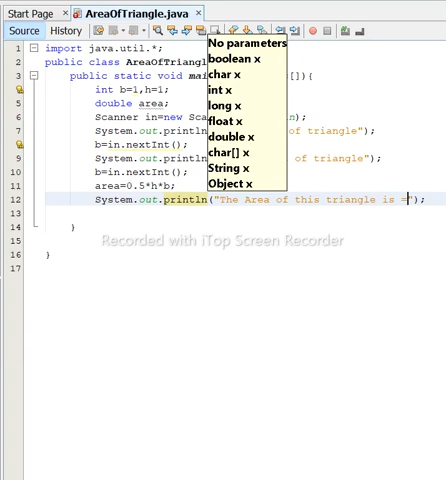 Start Page
AreaOfTriangle.java
Source
History
No parameters
boolean x
char x
int x
long x
float x
double x
char[] x
String x
Object x
1 import java.util.*;
2 public class AreaOfTriangl
3 public static void mai []){
int b=1,h=1;
5 double area;
6 Scanner in=new Sca n);
7 System.out.println of triangle");
b=in.nextInt();
9 System.out.println of triangle");
10 b=in.nextInt();
11 area=0.5*h*b;
12 System.out.println("The Area of this triangle is =");
13
14 }
15
16 }
17
Recorded with iTop Screen Recorder